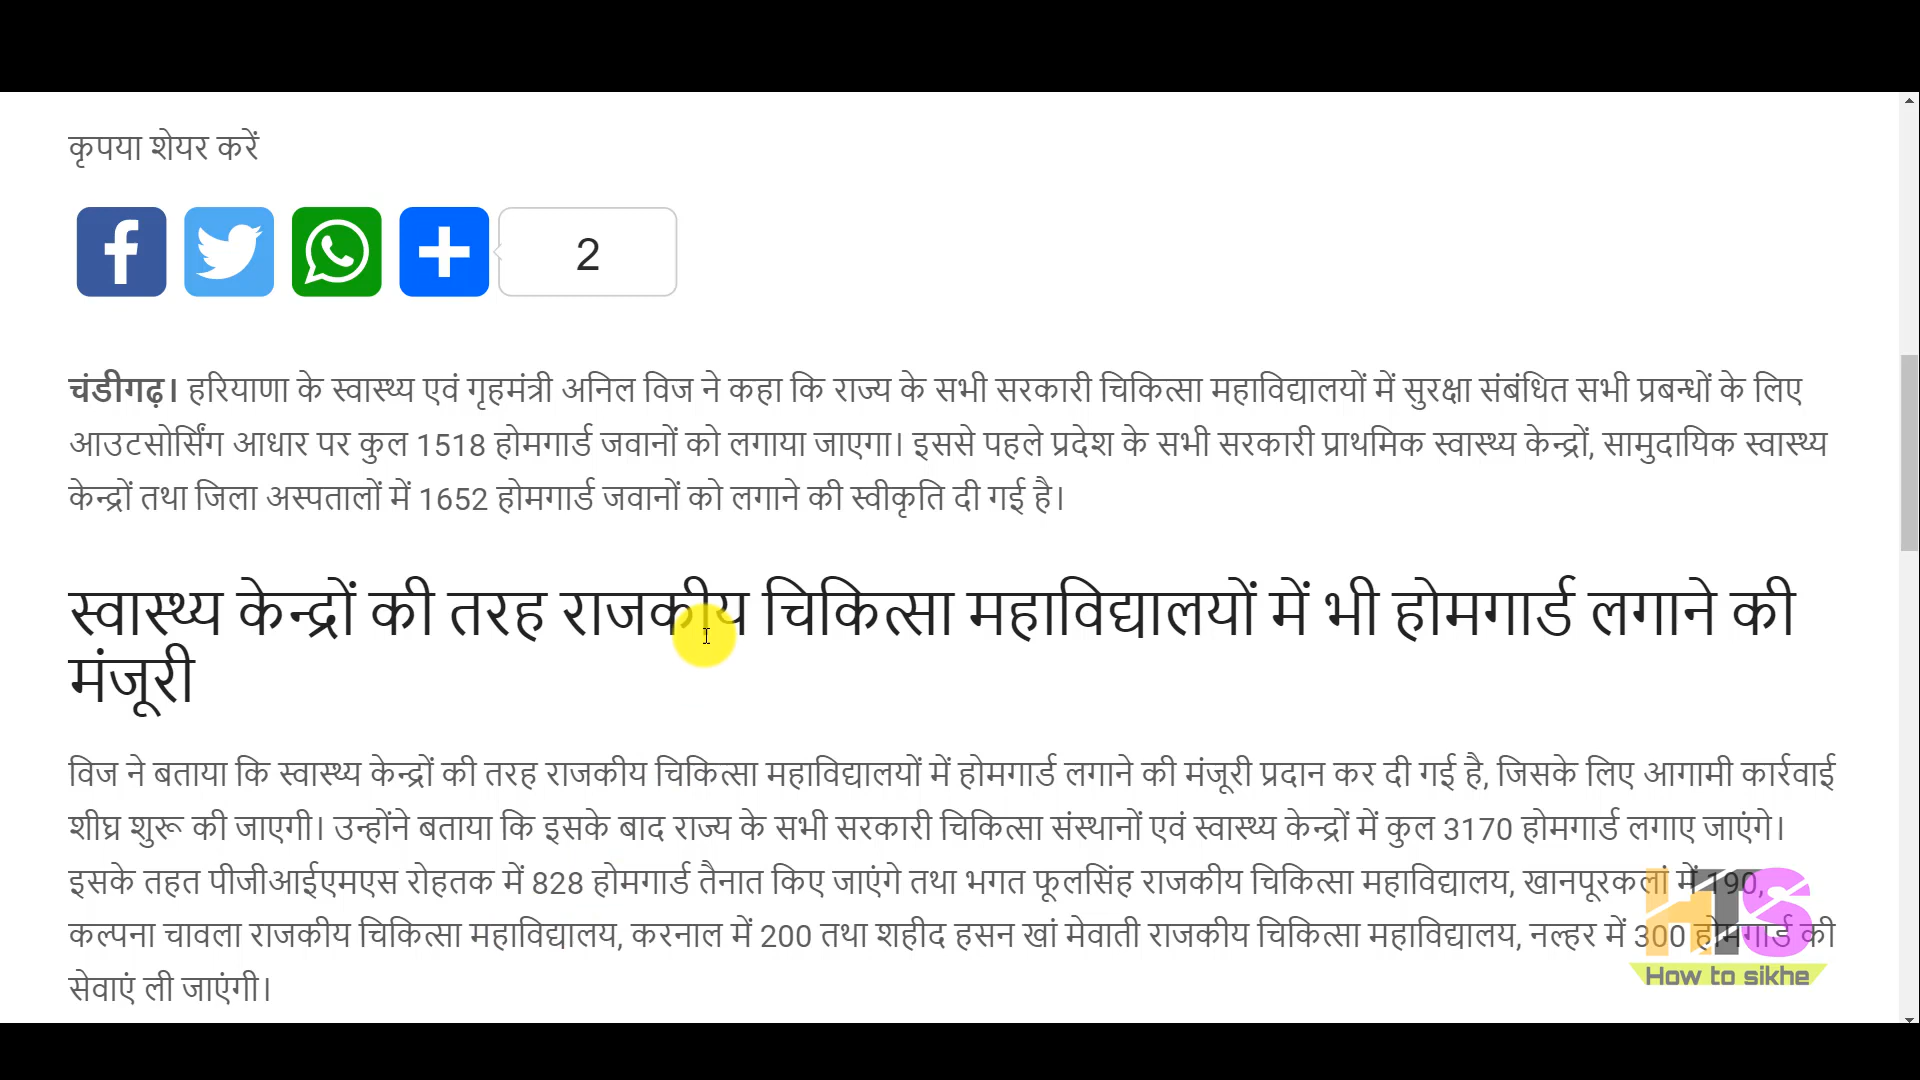 कृपया शेयर करें
2
चंडीगढ़। हरियाणा के स्वास्थ्य एवं गृहमंत्री अनिल विज ने कहा कि राज्य के सभी सरकारी चिकित्सा महाविद्यालयों में सुरक्षा संबंधित सभी प्रबन्धों के लिए
आउटसोर्सिंग आधार पर कुल 1518 होमगार्ड जवानों को लगाया जाएगा। इससे पहले प्रदेश के सभी सरकारी प्राथमिक स्वास्थ्य केन्द्रों, सामुदायिक स्वास्थ्य
केन्द्रों तथा जिला अस्पतालों में 1652 होमगार्ड जवानों को लगाने की स्वीकृति दी गई है।
स्वास्थ्य केन्द्रों की तरह राजकीय चिकित्सा महाविद्यालयों में भी होमगार्ड लगाने की
मंजूरी
विज ने बताया कि स्वास्थ्य केन्द्रों की तरह राजकीय चिकित्सा महाविद्यालयों में होमगार्ड लगाने की मंजूरी प्रदान कर दी गई है, जिसके लिए आगामी कार्रवाई
शीघ्र शुरू की जाएगी। उन्होंने बताया कि इसके बाद राज्य के सभी सरकारी चिकित्सा संस्थानों एवं स्वास्थ्य केन्द्रों में कुल 3170 होमगार्ड लगाए जाएंगे।
इसके तहत पीजीआईएमएस रोहतक में 828 होमगार्ड तैनात किए जाएंगे तथा भगत फूलसिंह राजकीय चिकित्सा महाविद्यालय, खानपूरकलां में 190,
कल्पना चावला राजकीय चिकित्सा महाविद्यालय, करनाल में 200 तथा शहीद हसन खां मेवाती राजकीय चिकित्सा महाविद्यालय, नल्हर में 300 होमगार्ड की
सेवाएं ली जाएंगी।
HTS
How to sikhe